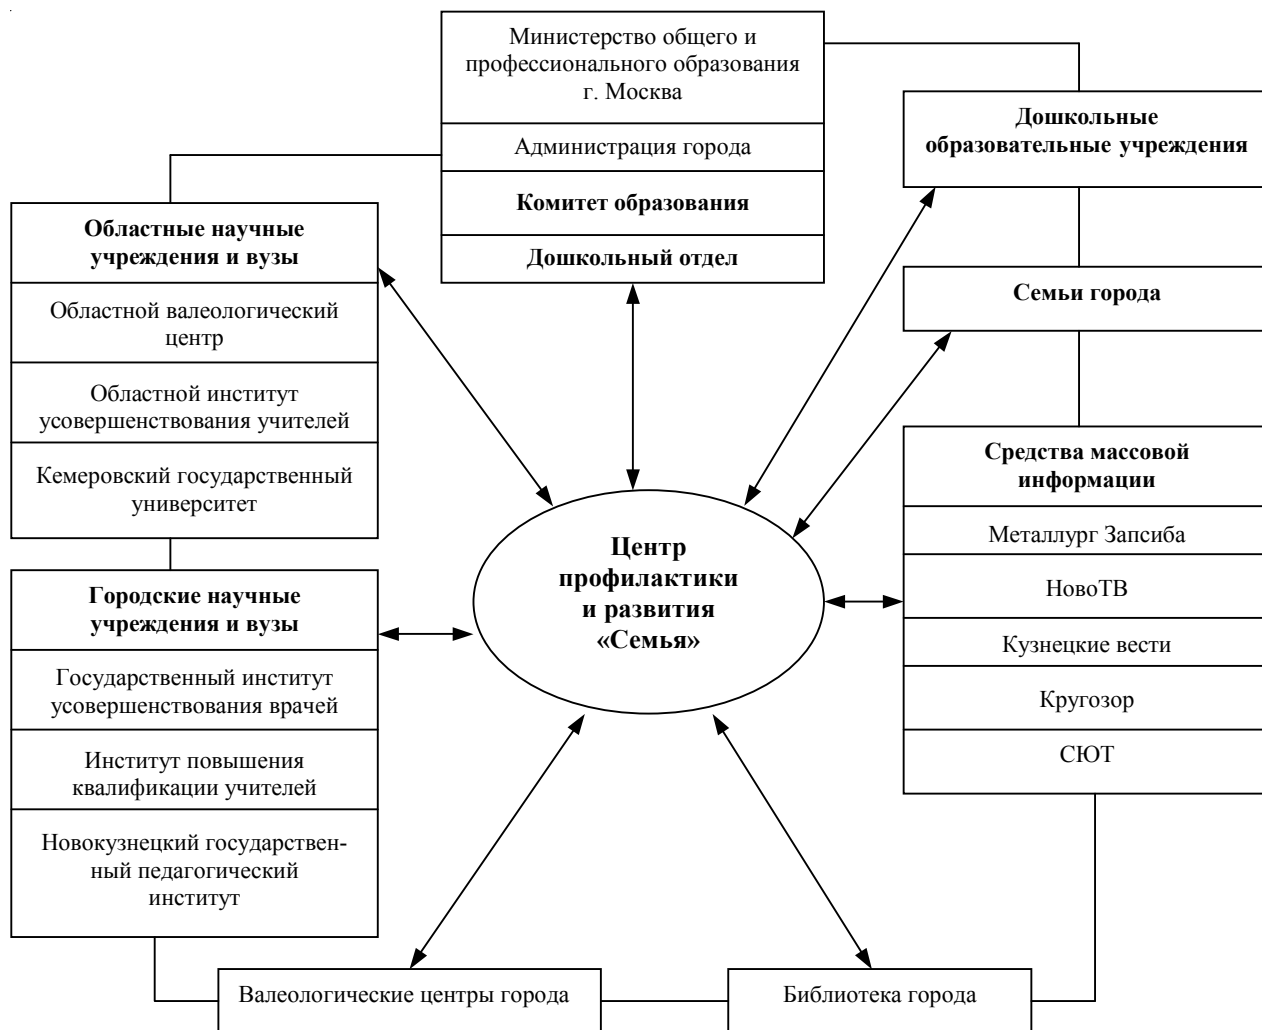 Министерство общего и
профессионального образования
г. Москва
Администрация города
Комитет образования
Дошкольный отдел
Дошкольные
образовательные учреждения
Семьи города
Областные научные
учреждения и вузы
Областной валеологический
центр
Областной институт
усовершенствования учителей
Кемеровский государственный
университет
Средства массовой
информации
Металлург Запсиба
НовоТВ
Кузнецкие вести
Кругозор
СЮТ
Центр
профилактики
и развития
«Семья»
Городские научные
учреждения и вузы
Государственный институт
усовершенствования врачей
Институт повышения
квалификации учителей
Новокузнецкий государствен-
ный педагогический
институт
Валеологические центры города
Библиотека города